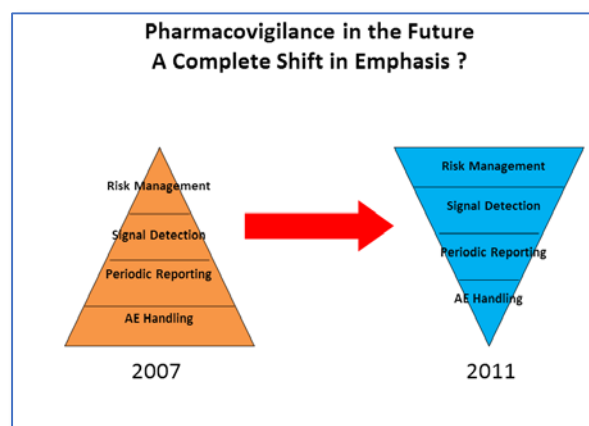 Pharmacovigilance in the Future
A Complete Shift in Emphasis ?
Risk Management
Signal Detection
Periodic Reporting
AE Handling
2007
Risk Management
Signal Detection
Periodic Reporting
AE Handling
2011